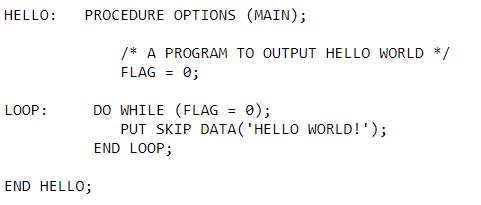 HELLO:   PROCEDURE OPTIONS (MAIN);
/* A PROGRAM TO OUTPUT HELLO WORLD */
FLAG = 0;
LOOP:     DO WHILE (FLAG = 0);
PUT SKIP DATA('HELLO WORLD!');
END LOOP;
END HELLO;